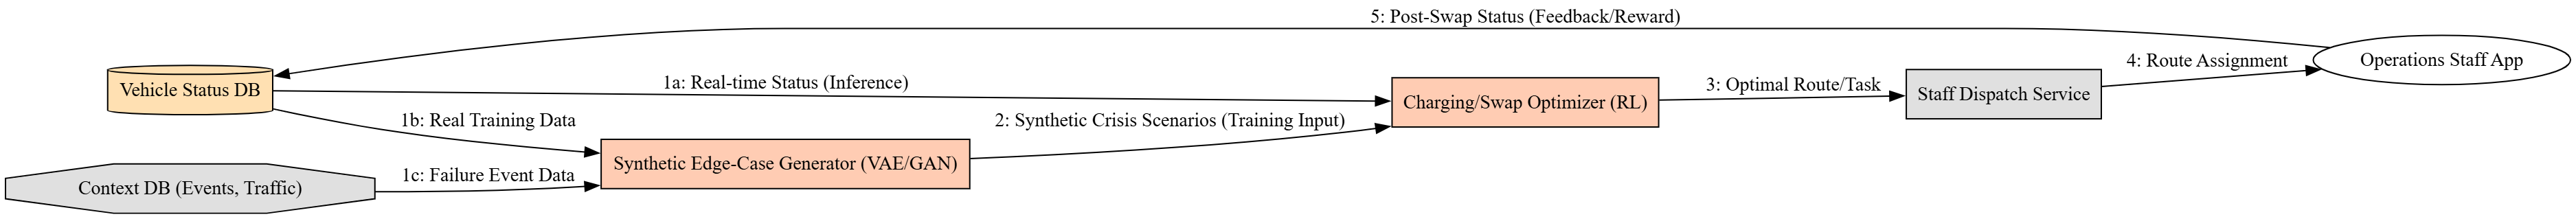 5: Post-Swap Status (Feedback/Reward)
Vehicle Status DB
1a: Real-time Status (Inference)
Charging/Swap Optimizer (RL)
3: Optimal Route/Task
Staff Dispatch Service
4: Route Assignment
Operations Staff App
1b: Real Training Data
2: Synthetic Crisis Scenarios (Training Input)
Synthetic Edge-Case Generator (VAE/GAN)
1c: Failure Event Data
Context DB (Events, Traffic)